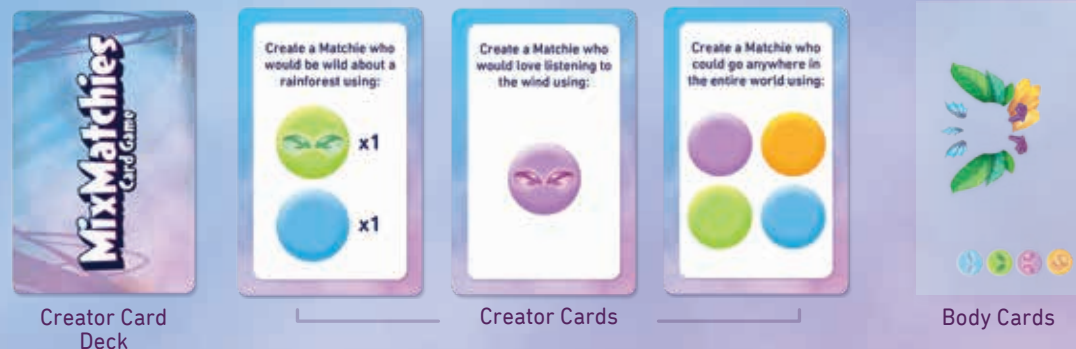 MixMatchies
Card Game
Create a Matchie who
would be wild about a
rainforest using:
x1
x1
Create a Matchie who
would love listening to
the wind using:
Create a Matchie who
could go anywhere in
the entire world using:
Creator Card
Deck
Creator Cards
Body Cards